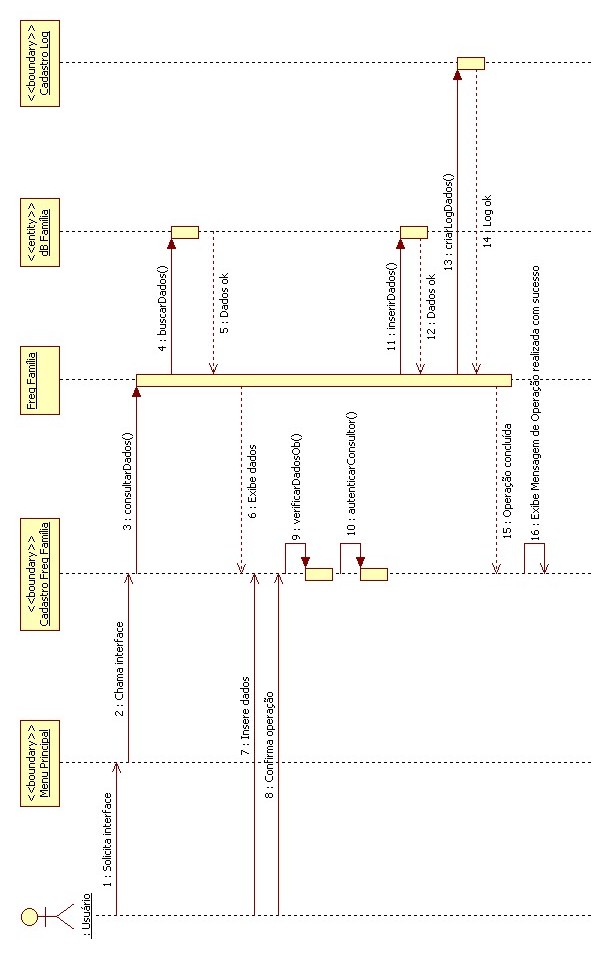 : Usuário
<<boundary>>
Menu Principal
<<boundary>>
Cadastro Freq Família
Freq Família
<<entity>>
dB Família
<<boundary>>
Cadastro Log
1 : Solicita interface
2 : Chama interface
3 : consultarDados()
4 : buscarDados()
5 : Dados ok
6 : Exibe dados
7 : Insere dados
8 : Confirma operação
9 : verificarDadosOb()
10 : autenticarConsultor()
11 : inserirDados()
12 : Dados ok
13 : criarLogDados()
14 : Log ok
15 : Operação concluída
16 : Exibe Mensagem de Operação realizada com sucesso